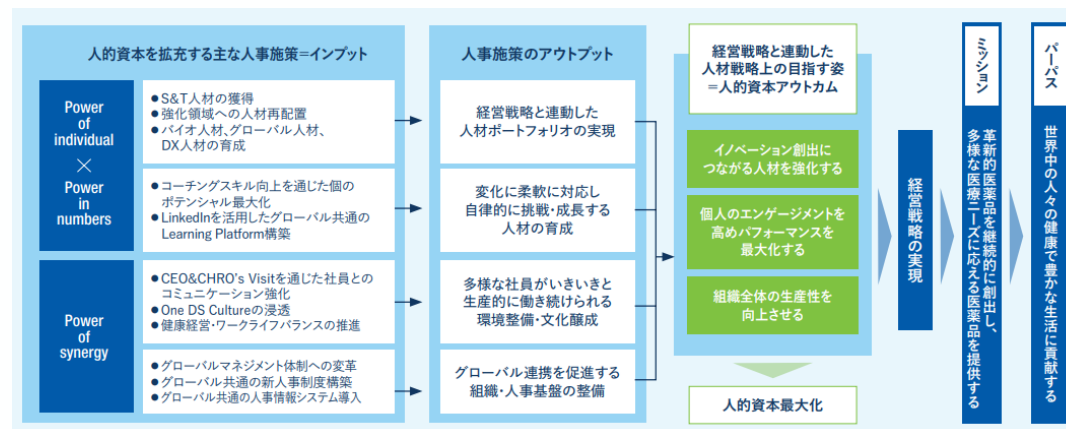 人的資本を拡充する主な人事施策=インプット
Power
of
individual
×
Power
in
numbers
●S&T人材の獲得
●強化領域への人材再配置
●バイオ人材、グローバル人材、
DX人材の育成
●コーチングスキル向上を通じた個の
ポテンシャル最大化
●LinkedInを活用したグローバル共通の
Learning Platform構築
Power
of
synergy
●CEO&CHRO's Visitを通じた社員との
コミュニケーション強化
●One DS Cultureの浸透
●健康経営・ワークライフバランスの推進
●グローバルマネジメント体制への変革
●グローバル共通の新人事制度構築
●グローバル共通の人事情報システム導入
人事施策のアウトプット
経営戦略と連動した
人材ポートフォリオの実現
変化に柔軟に対応し
自律的に挑戦・成長する
人材の育成
多様な社員がいきいきと
生産的に働き続けられる
環境整備・文化醸成
グローバル連携を促進する
組織・人事基盤の整備
経営戦略と連動した
人材戦略上の目指す姿
=人的資本アウトカム
イノベーション創出に
つながる人材を強化する
個人のエンゲージメントを
高めパフォーマンスを
最大化する
組織全体の生産性を
向上させる
人的資本最大化
経営戦略の実現
ミッション
革新的医薬品を継続的に創出し、
多様な医療ニーズに応える医薬品を提供する
パーパス
世界中の人々の健康で豊かな生活に貢献する